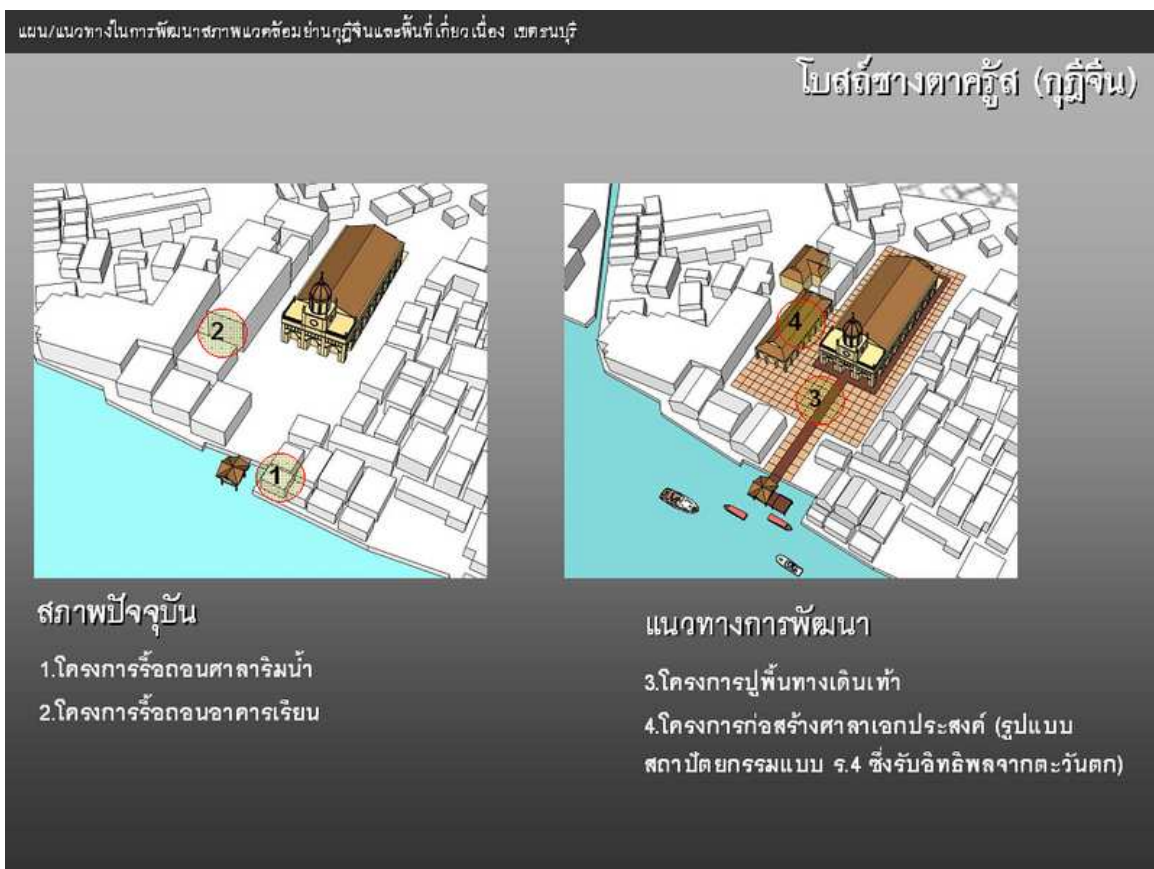 แผน/แนวทางในการพัฒนาสภาพแวดล้อมย่านกุฎีจีนและพื้นที่เกี่ยวเนื่อง เขตธนบุรี
โบสถ์ซางตาครู้ส (กุฎีจีน)
2
1
4
3
สภาพปัจจุบัน
1.โครงการรื้อถอนศาลาริมน้ำ
2.โครงการรื้อถอนอาคารเรียน
แนวทางการพัฒนา
3.โครงการปูพื้นทางเดินเท้า
4.โครงการก่อสร้างศาลาเอกประสงค์ (รูปแบบ
สถาปัตยกรรมแบบ ร.4 ซึ่งรับอิทธิพลจากตะวันตก)